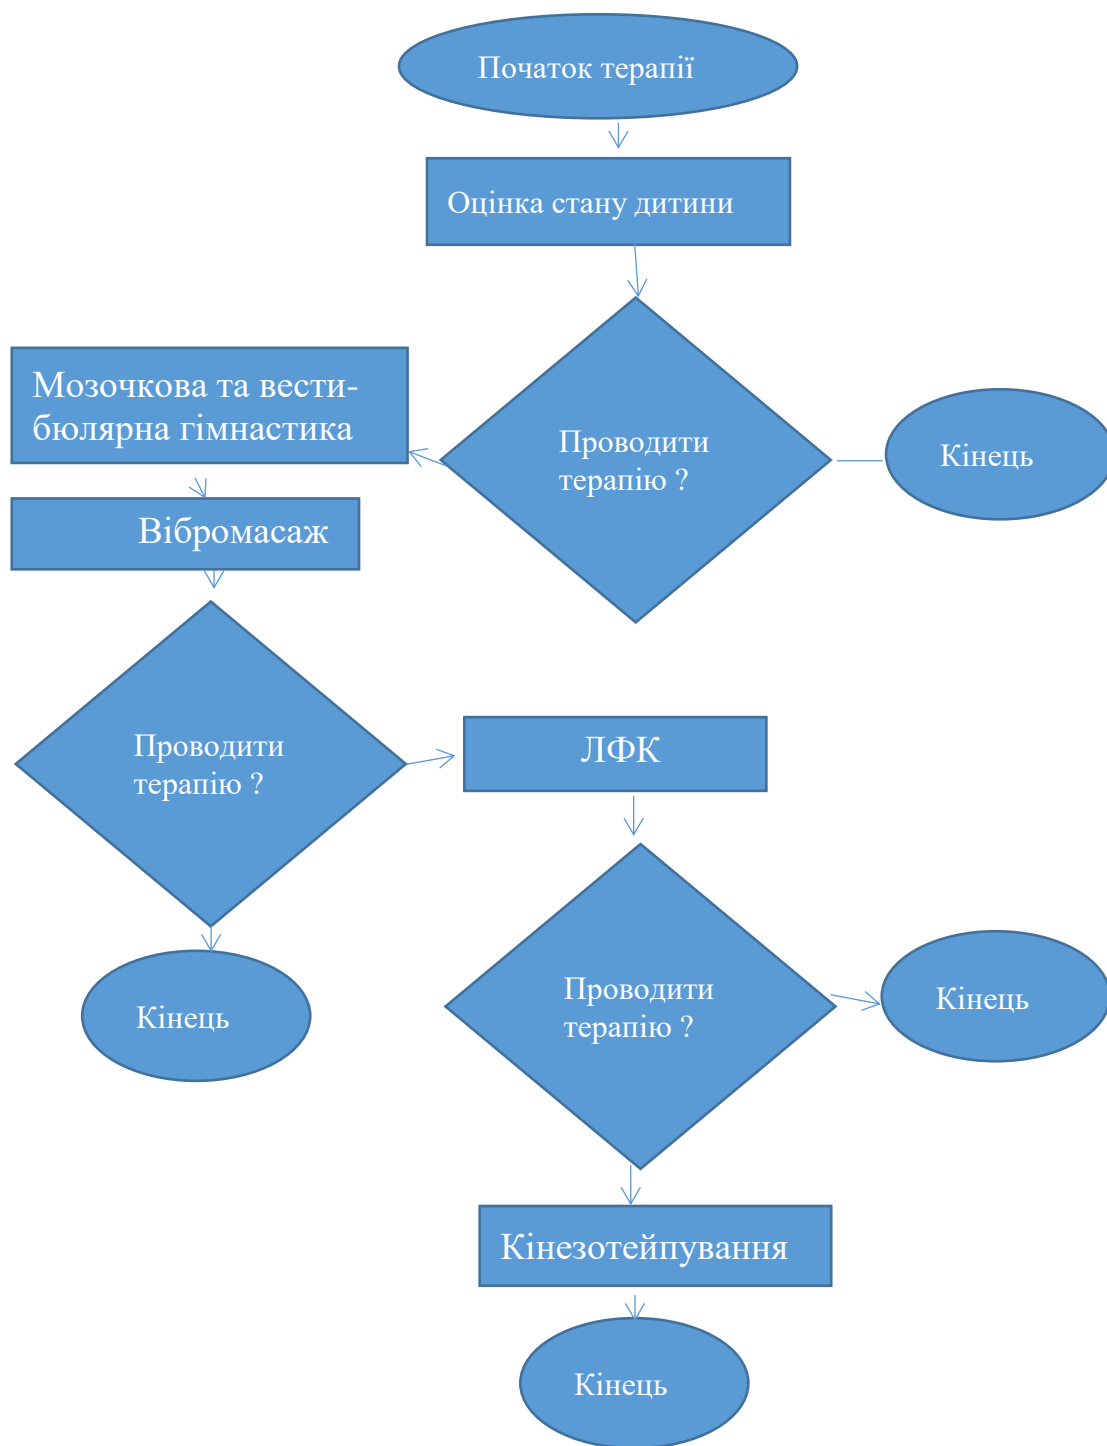 Початок терапії
Оцінка стану дитини
Мозочкова та вести-
бюлярна гімнастика
Проводити
терапію ?
Кінець
Вібромасаж
Проводити
терапію ?
ЛФК
Кінець
Проводити
терапію ?
Кінець
Кінезотейпування
Кінець